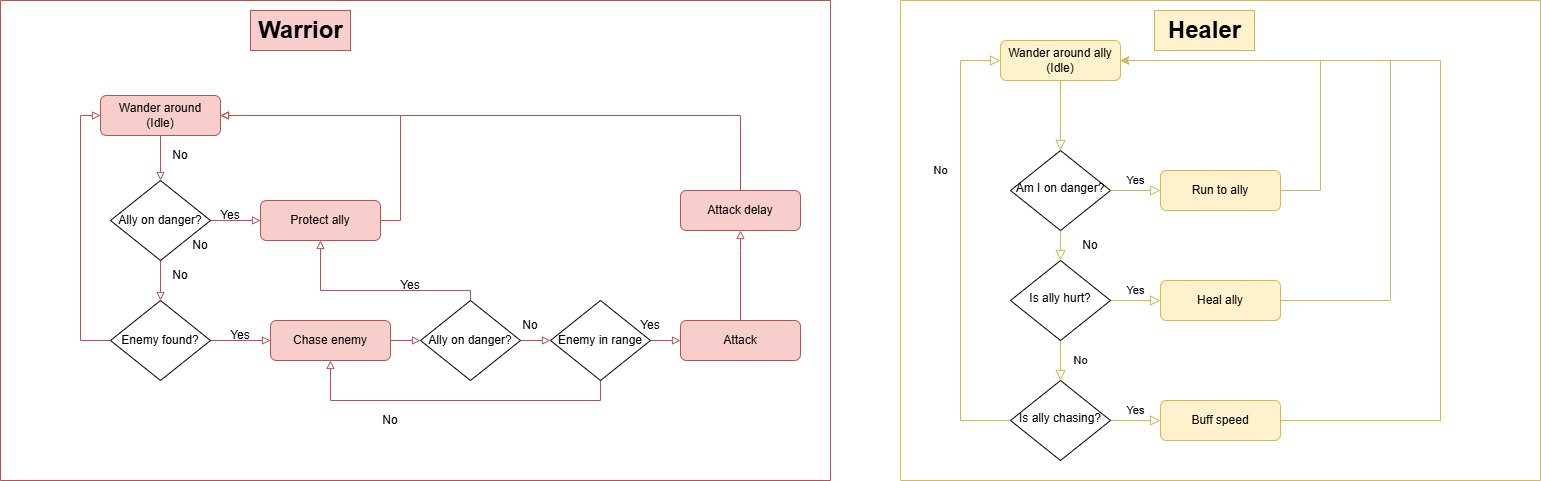 Warrior
Wander around
(Idle)
No
Ally on danger?
Yes
Protect ally
No
No
Attack delay
Yes
Enemy found?
Yes
Chase enemy
Ally on danger?
No
Enemy in range
Yes
Attack
No
Healer
Wander around ally
(Idle)
No
Am I on danger?
Yes
Run to ally
No
Is ally hurt?
Yes
Heal ally
No
Is ally chasing?
Yes
Buff speed